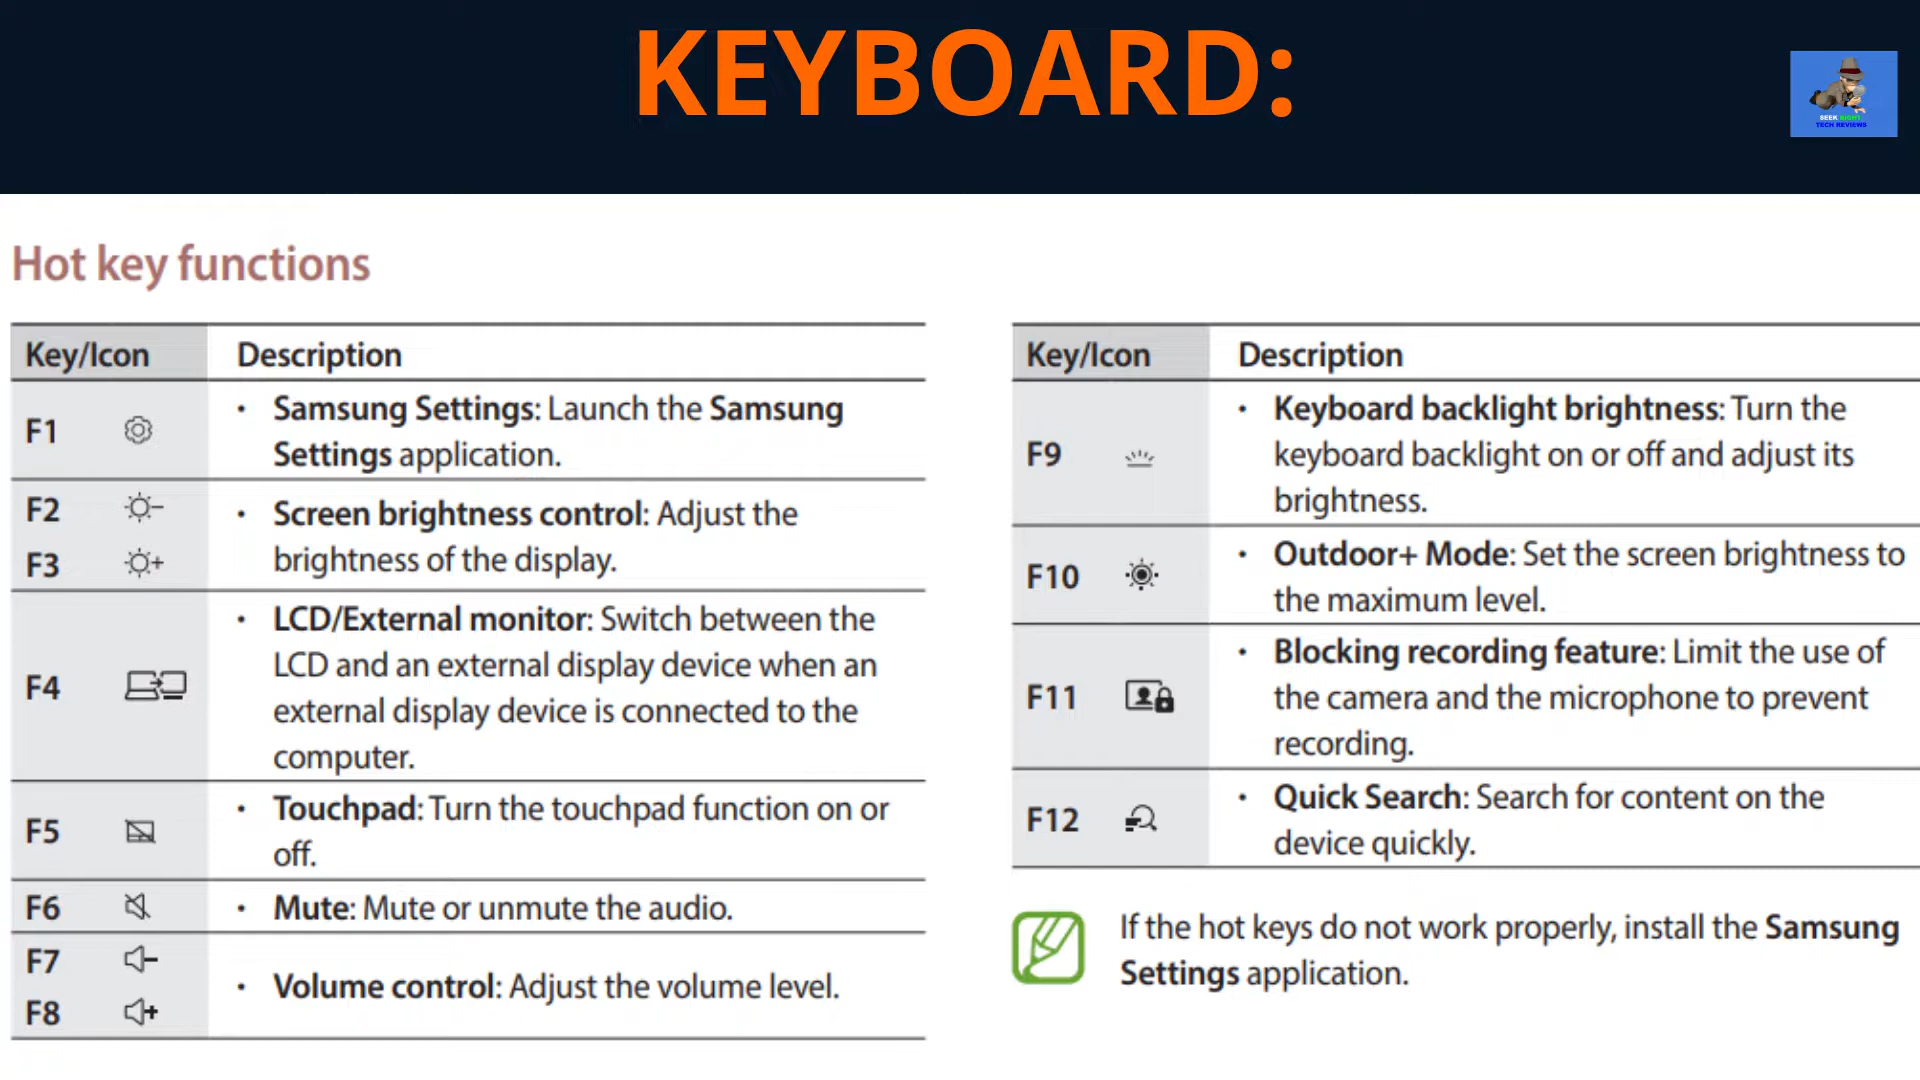 KEYBOARD:
SEEK SIGHT
TECH REVIEWS
Hot key functions
Key/Icon Description
F1 • Samsung Settings: Launch the Samsung
Settings application.
F2
F3
• Screen brightness control: Adjust the
brightness of the display.
F4
• LCD/External monitor: Switch between the
LCD and an external display device when an
external display device is connected to the
computer.
F5
• Touchpad: Turn the touchpad function on or
off.
F6 • Mute: Mute or unmute the audio.
F7
F8
• Volume control: Adjust the volume level.
Key/Icon Description
F9
• Keyboard backlight brightness: Turn the
keyboard backlight on or off and adjust its
brightness.
F10
• Outdoor+ Mode: Set the screen brightness to
the maximum level.
F11
• Blocking recording feature: Limit the use of
the camera and the microphone to prevent
recording.
F12
• Quick Search: Search for content on the
device quickly.
If the hot keys do not work properly, install the Samsung
Settings application.